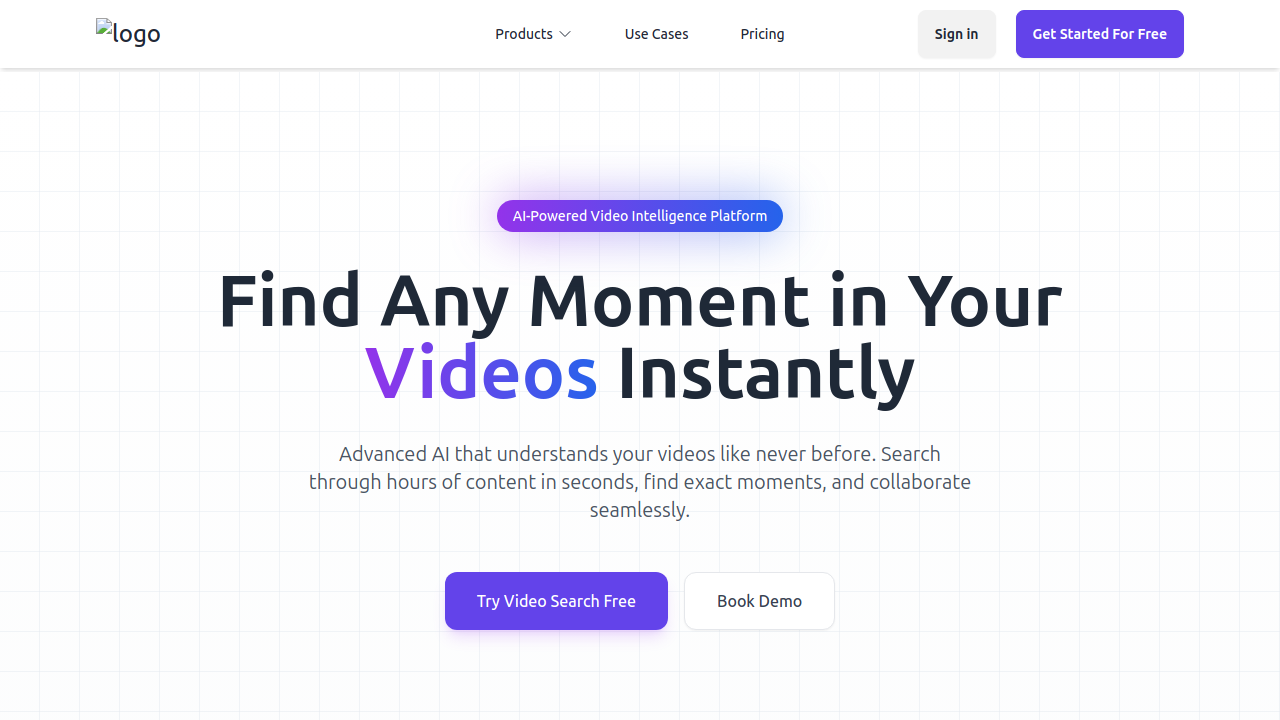 logo
Products
Use Cases
Pricing
Sign in
Get Started For Free
AI-Powered Video Intelligence Platform
Find Any Moment in Your
Videos Instantly
Advanced AI that understands your videos like never before. Search
through hours of content in seconds, find exact moments, and collaborate
seamlessly.
Try Video Search Free
Book Demo